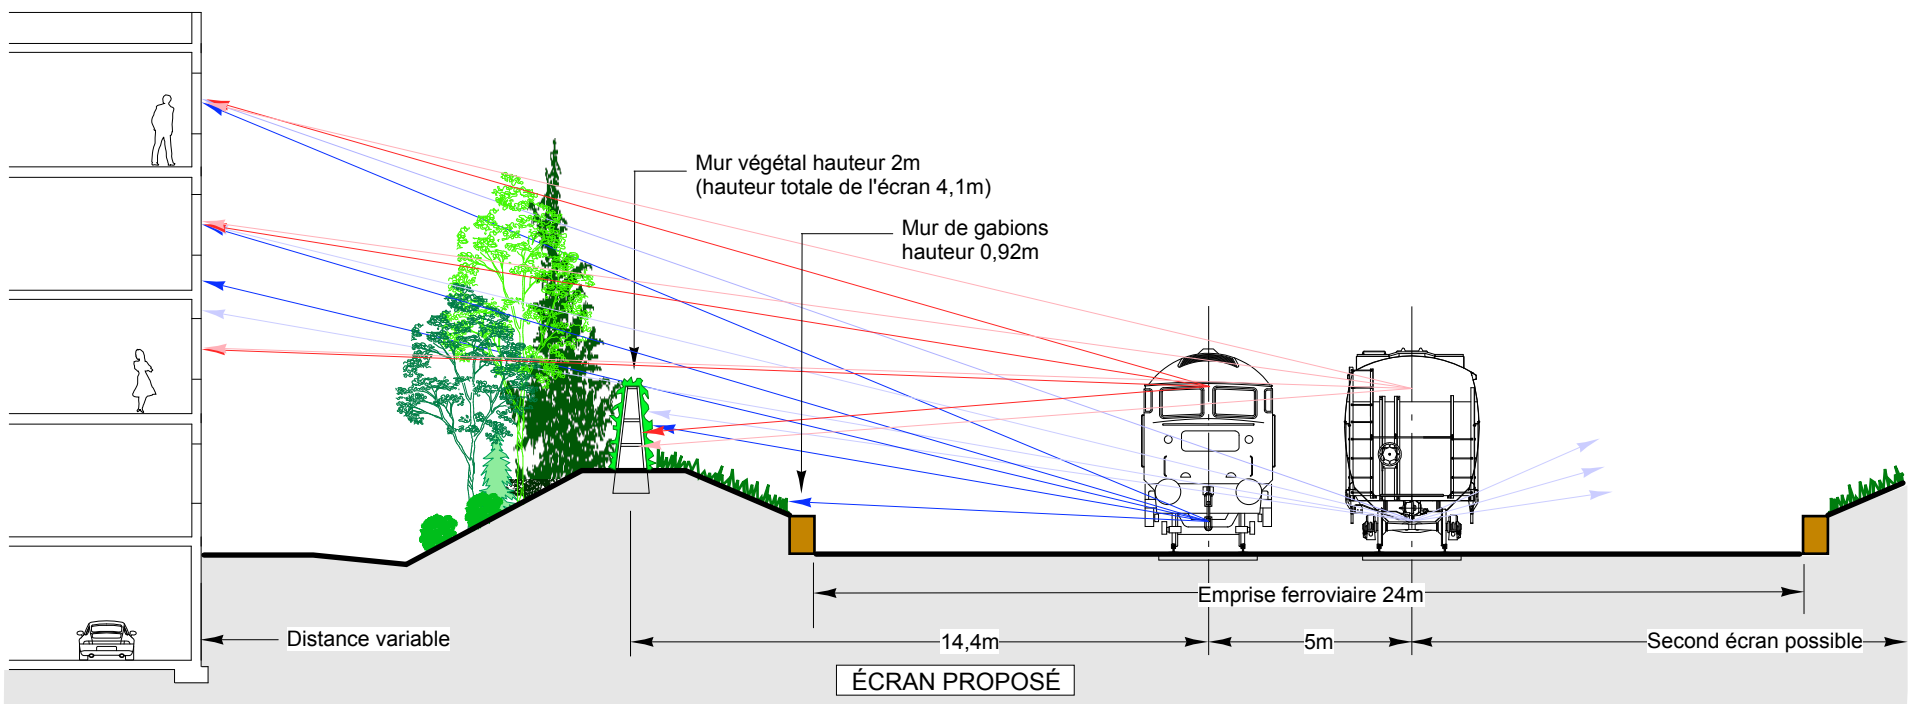 Mur végétal hauteur 2m
(hauteur totale de l'écran 4,1m)
Mur de gabions
hauteur 0,92m
Emprise ferroviaire 24m
Distance variable
14,4m
5m
Second écran possible
ÉCRAN PROPOSÉ